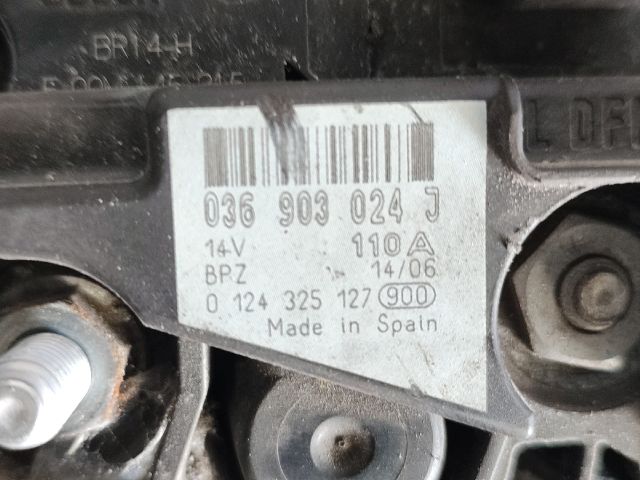 BR14-H
036 903 024 J
14V 110A
BPZ 14/06
0 124 325 127 900
Made in Spain